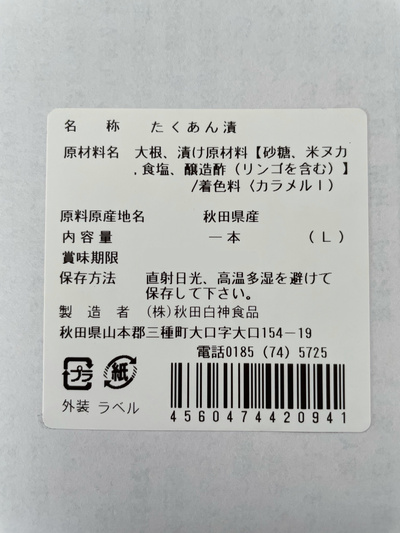 名　称　たくあん漬
原材料名　大根、漬け原材料【砂糖、米ヌカ
、食塩、醸造酢（リンゴを含む）】
/着色料（カラメルⅠ）
原料原産地名　秋田県産
内容量　一本　（L）
賞味期限
保存方法　直射日光、高温多湿を避けて
保存して下さい。
製造者　（株）秋田白神食品
秋田県山本郡三種町大口字大口154－19
電話0185（74）5725
プラ　紙
外装　ラベル
4560474420941